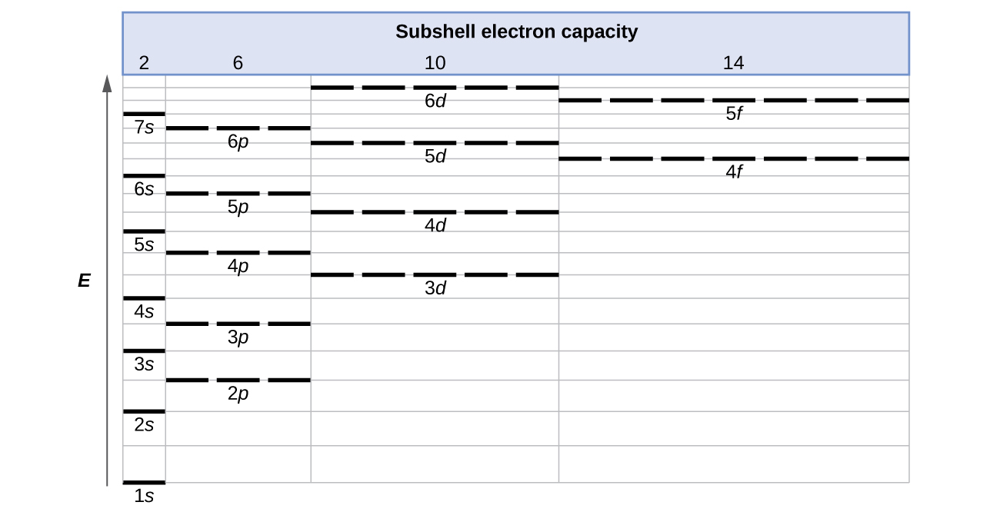 Subshell electron capacity
2 6 10 14
6d
5f
7s
6p
5d
4f
6s
5p
4d
5s
4p
E
3d
4s
3p
3s
2p
2s
1s